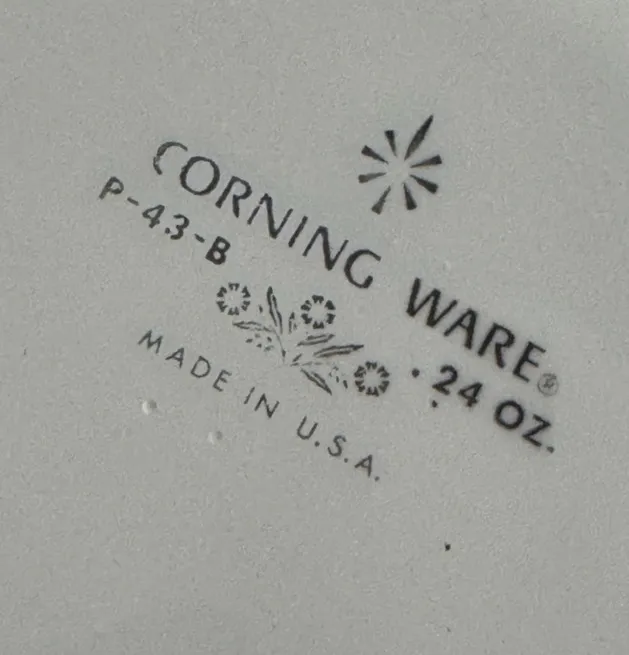 CORNING WARE®
P-43-B · 24 OZ.
MADE IN U.S.A.